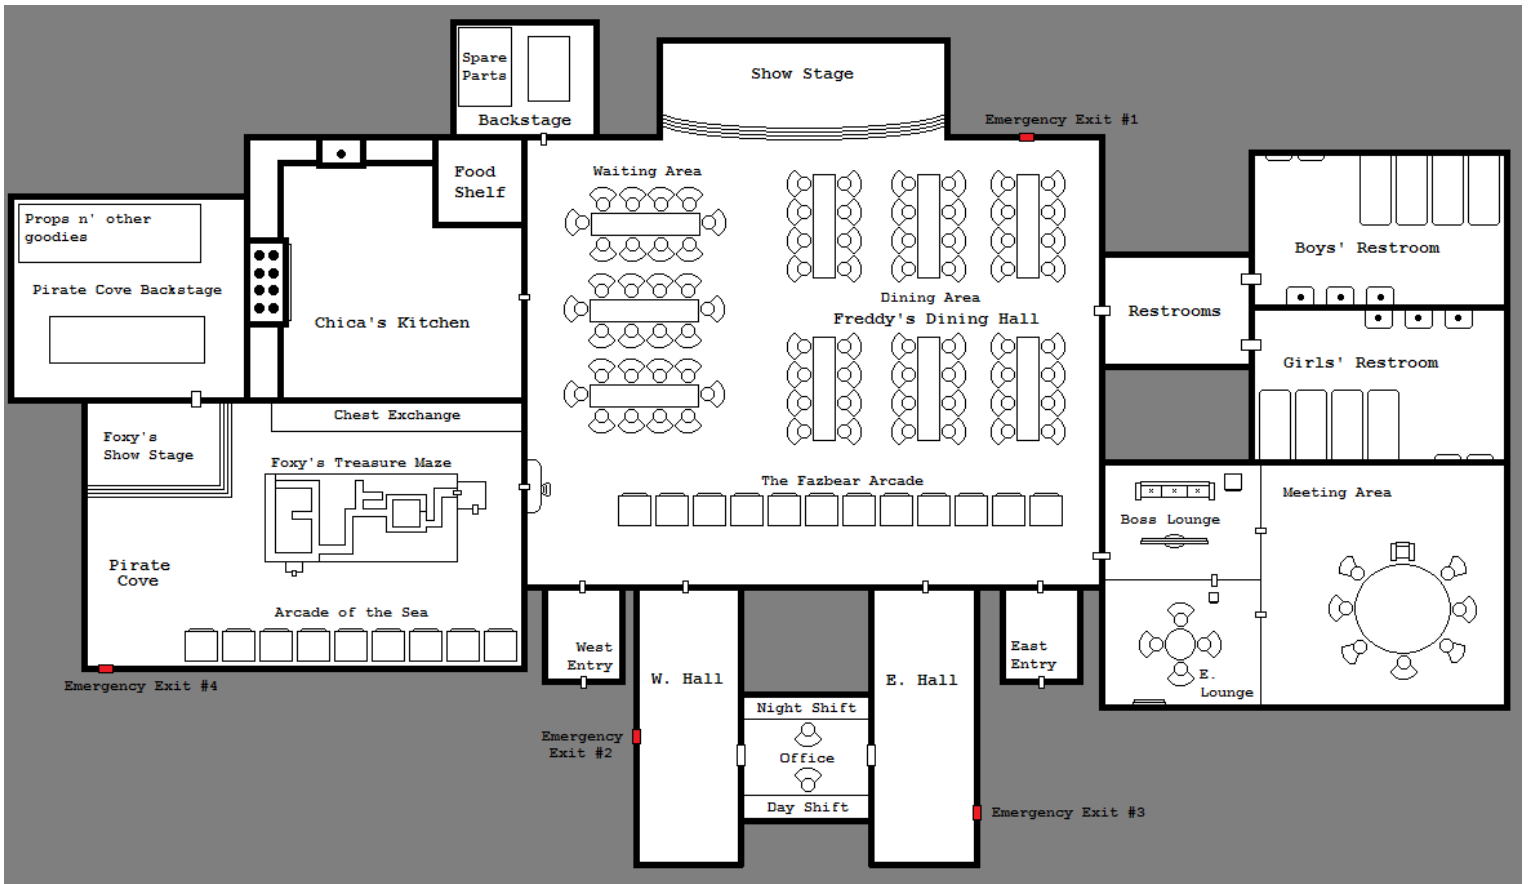 Spare
Parts
Backstage
Show Stage
Emergency Exit #1
Food
Shelf
Waiting Area
Props n' other
goodies
Pirate Cove Backstage
Chica's Kitchen
Dining Area
Freddy's Dining Hall
Restrooms
Boys' Restroom
Girls' Restroom
Chest Exchange
Foxy's
Show Stage
Foxy's Treasure Maze
The Fazbear Arcade
Boss Lounge
Meeting Area
Pirate
Cove
Arcade of the Sea
Emergency Exit #4
West
Entry
W. Hall
E. Hall
East
Entry
E.
Lounge
Night Shift
Office
Day Shift
Emergency
Exit #2
Emergency Exit #3